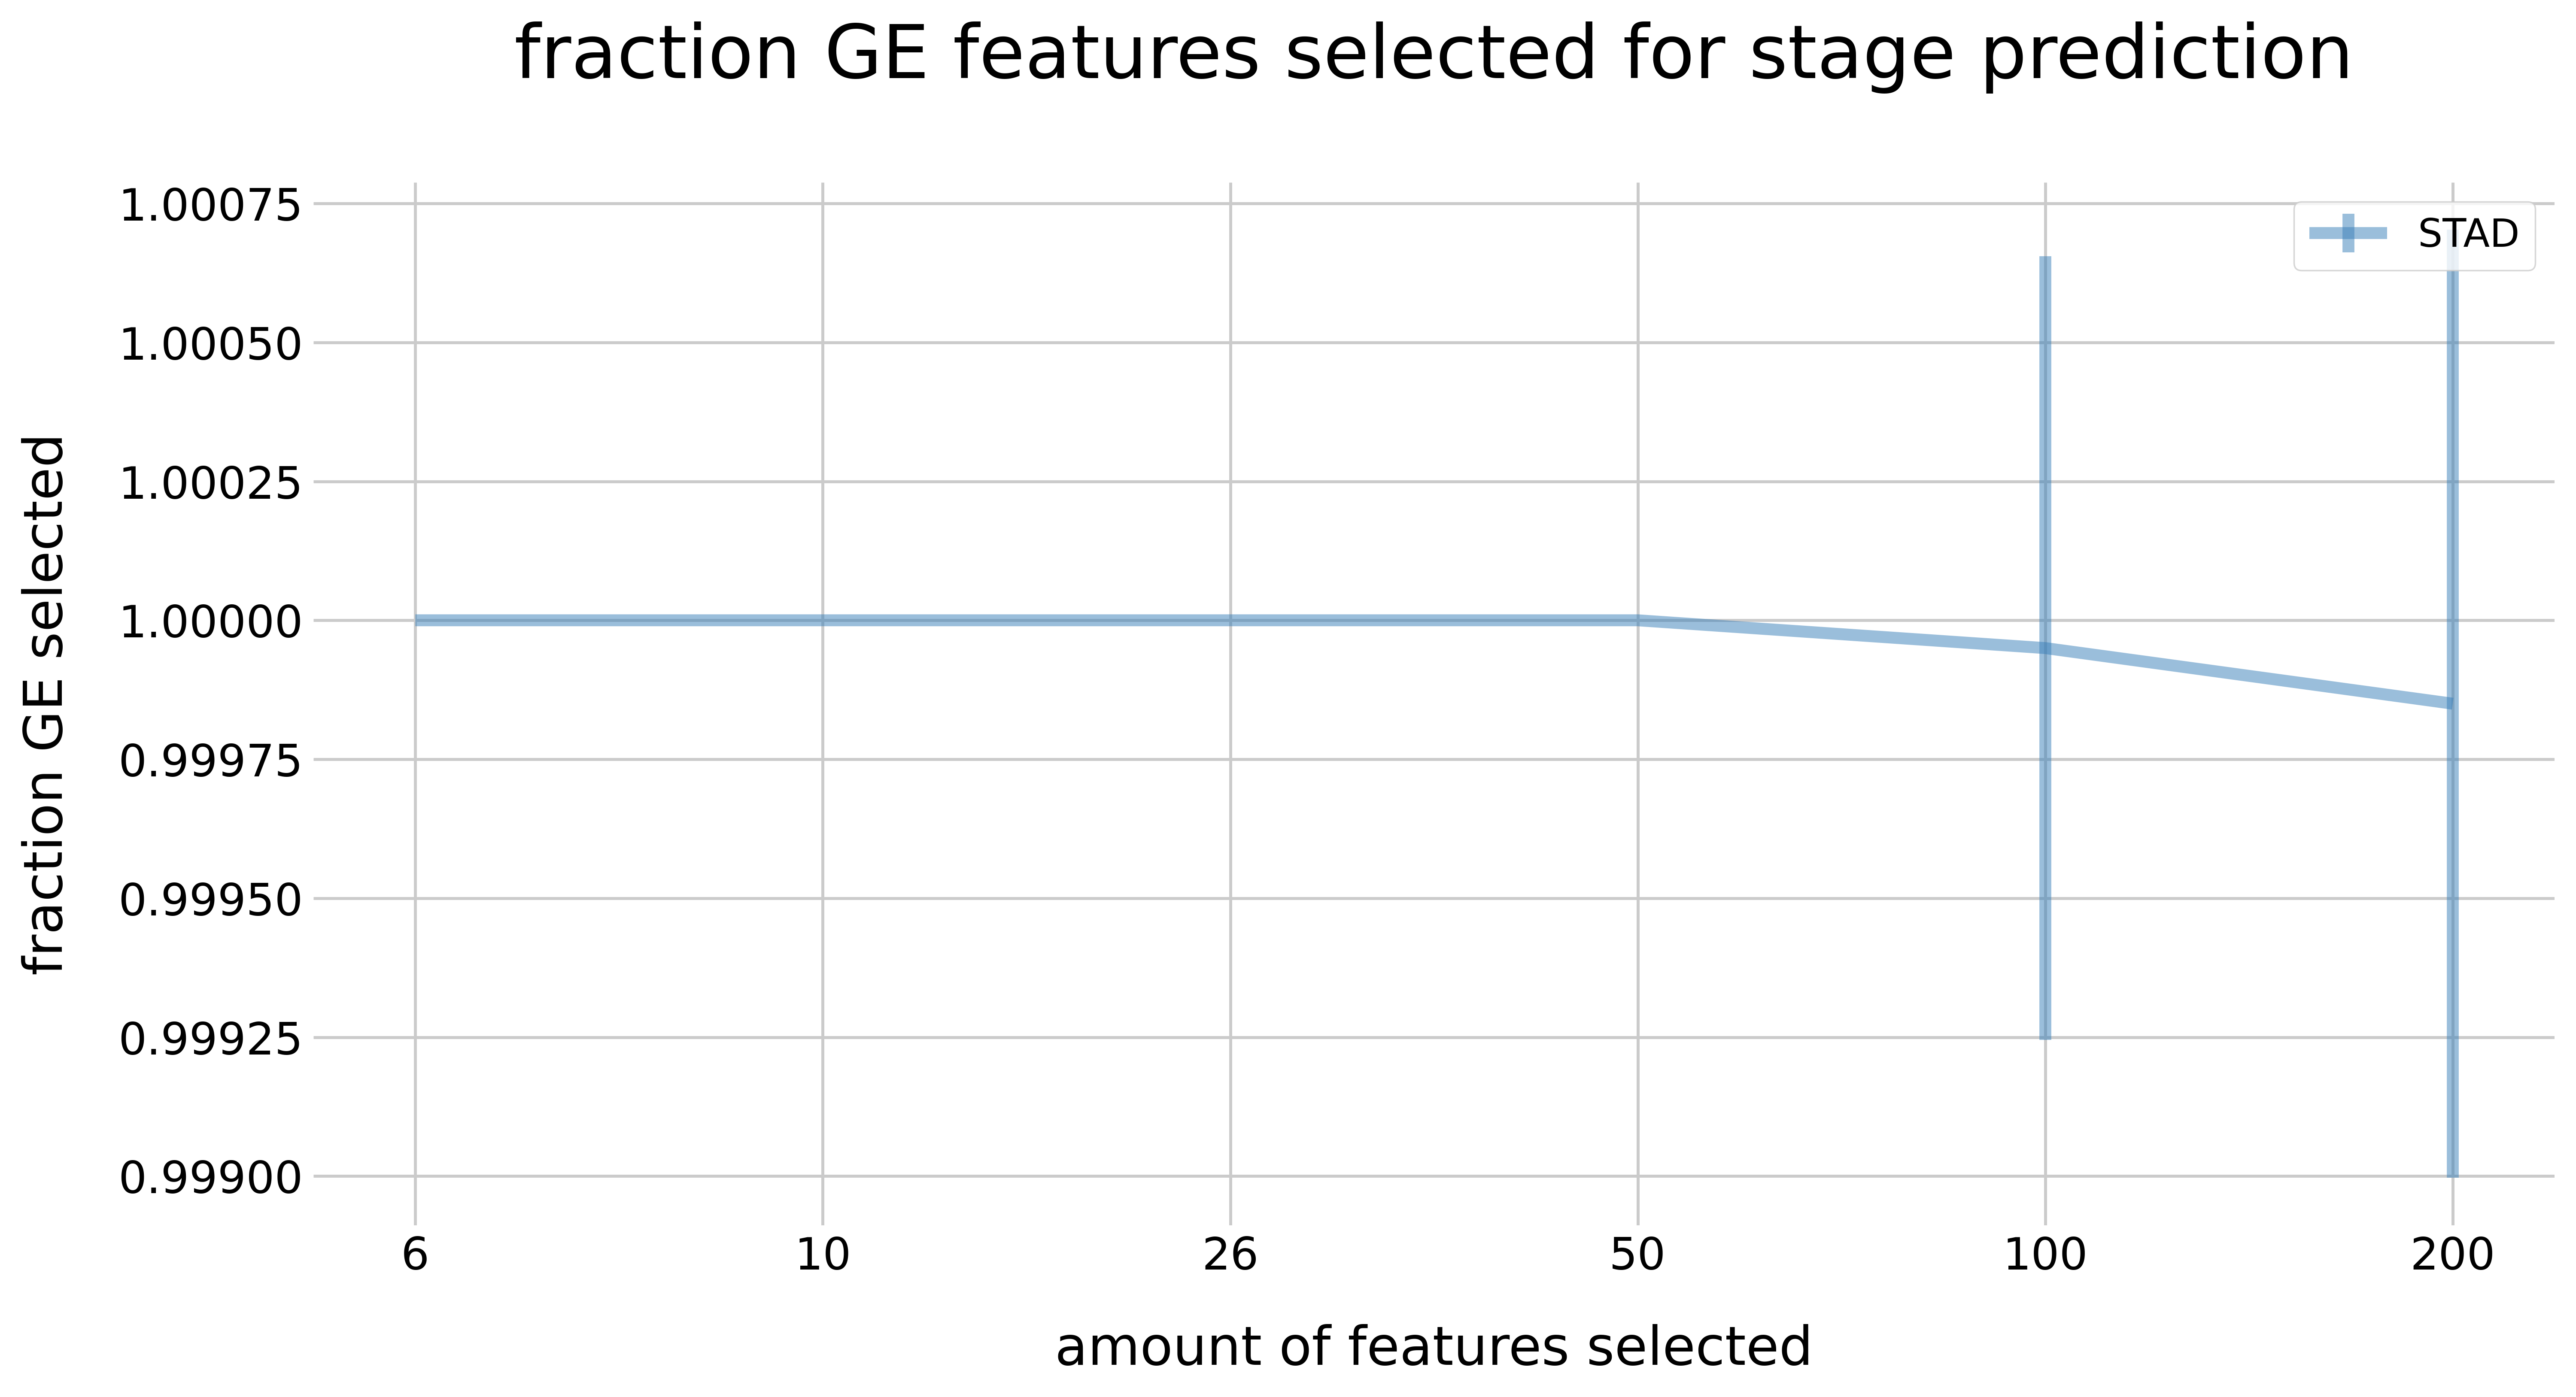 fraction GE features selected for stage prediction
STAD
fraction GE selected
1.00075
1.00050
1.00025
1.00000
0.99975
0.99950
0.99925
0.99900
6 10 26 50 100 200
amount of features selected